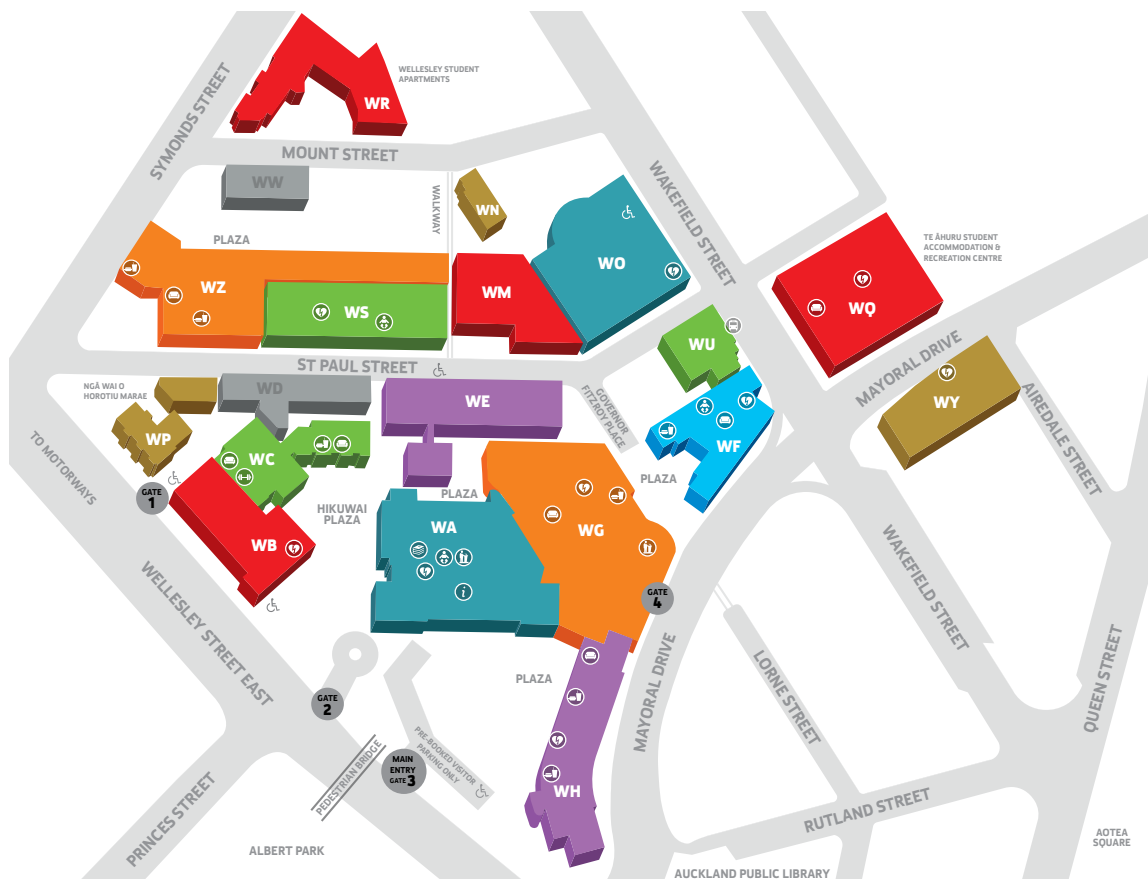 WELLESLEY STUDENT
APARTMENTS
WR
SYMONDS STREET
MOUNT STREET
WW
WALKWAY
WN
WAKEFIELD STREET
PLAZA
TE ĀHURU STUDENT
ACCOMMODATION &
RECREATION CENTRE
WO
WZ
WM
WQ
WS
WU
MAYORAL DRIVE
ST PAUL STREET
NGĀ WAI O
HOROTIU MARAE
WD
WE
GOVERNOR
FITZROY PLACE
WY
AIREDALE STREET
WP
WC
WF
TO MOTORWAYS
PLAZA
GATE
1
PLAZA
HIKUWAI
PLAZA
WA
WG
WB
i
WAKEFIELD STREET
GATE
4
WELLESLEY STREET EAST
PLAZA
MAYORAL DRIVE
LORNE STREET
QUEEN STREET
GATE
2
PRE-BOOKED VISITOR
PARKING ONLY
MAIN
ENTRY
GATE 3
PEDESTRIAN BRIDGE
WH
PRINCES STREET
RUTLAND STREET
ALBERT PARK
AOTEA
SQUARE
AUCKLAND PUBLIC LIBRARY